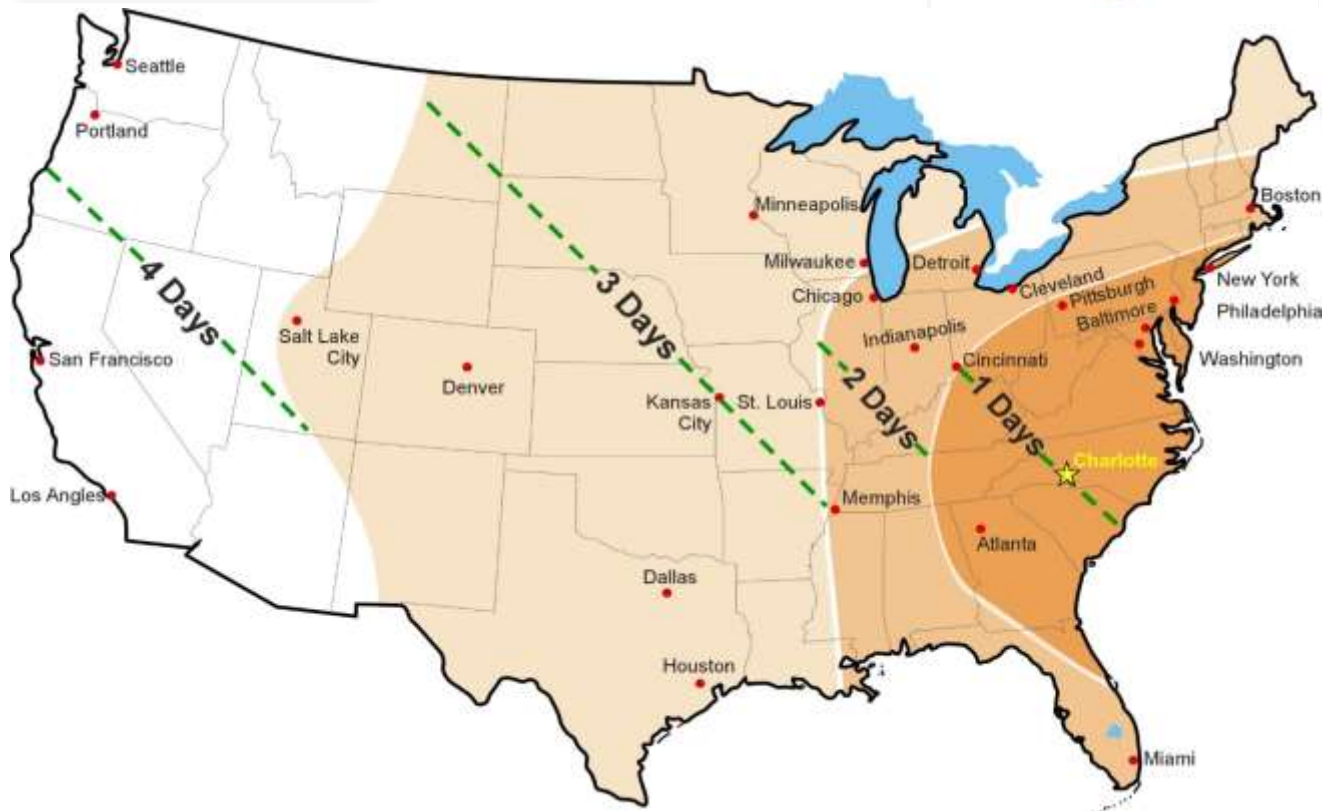 Seattle
Portland
Minneapolis
Boston
Milwaukee
Detroit
4 Days
3 Days
Cleveland
New York
Chicago
Pittsburgh
Philadelphia
Baltimore
Salt Lake
City
Indianapolis
San Francisco
Cincinnati
Washington
Denver
Kansas
City
St. Louis
2 Days
1 Days
Charlotte
Los Angles
Memphis
Atlanta
Dallas
Houston
Miami